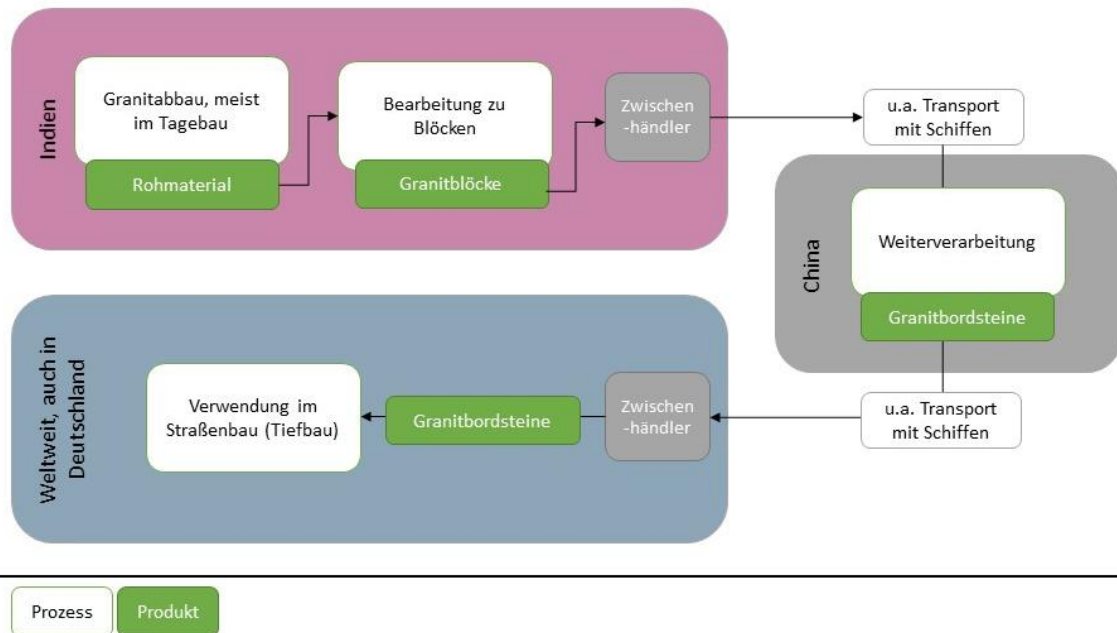 Indien
Granitabbau, meist
im Tagebau
Rohmaterial
Bearbeitung zu
Blöcken
Granitblöcke
Zwischen
-händler
u.a. Transport
mit Schiffen
China
Weiterverarbeitung
Granitbordsteine
u.a. Transport
mit Schiffen
Weltweit, auch in
Deutschland
Zwischen
-händler
Granitbordsteine
Verwendung im
Straßenbau (Tiefbau)
Prozess
Produkt